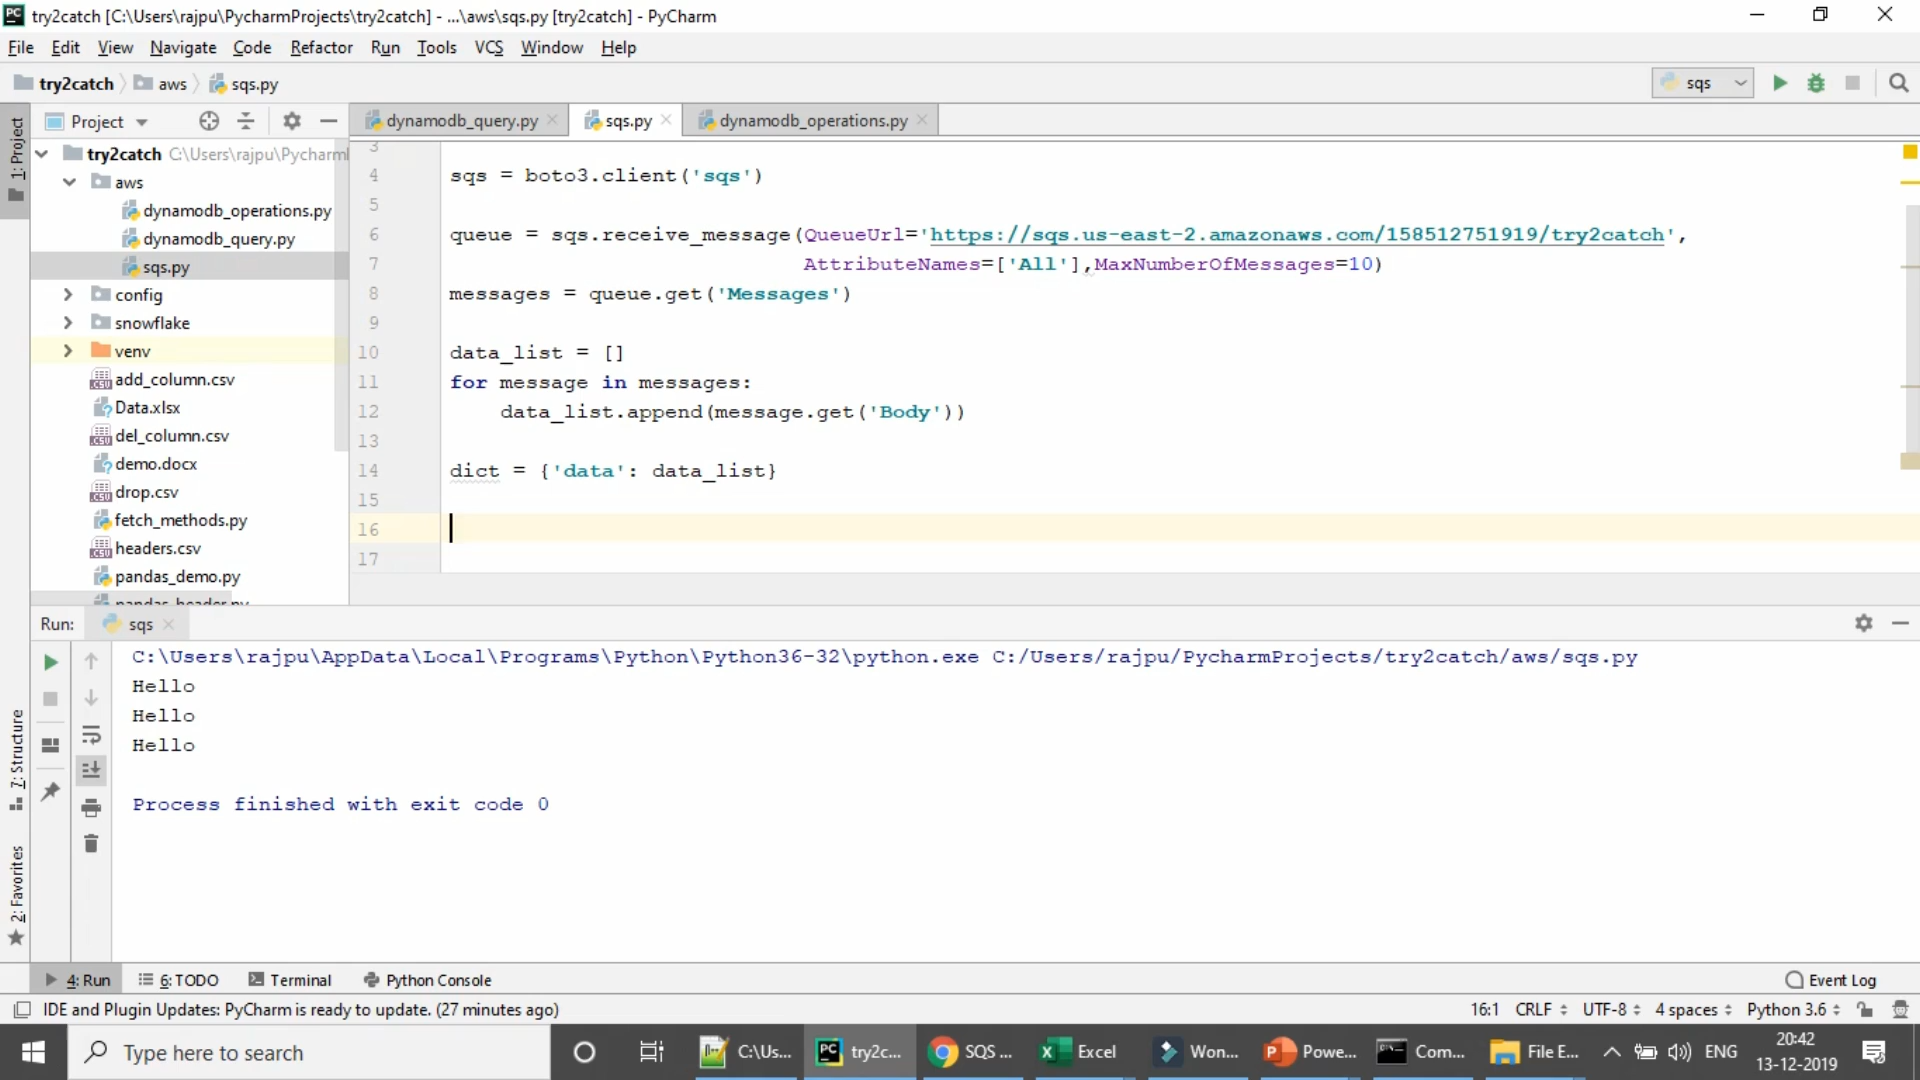 try2catch [C:\Users\rajpu\PycharmProjects\try2catch] - ...\aws\sqs.py [try2catch] - PyCharm
File Edit View Navigate Code Refactor Run Tools VCS Window Help
try2catch aws sqs.py sqs
Project dynamodb_query.py sqs.py dynamodb_operations.py
1: Project
try2catch C:\Users\rajpu\Pycharm
aws
dynamodb_operations.py
dynamodb_query.py
sqs.py
config
snowflake
venv
add_column.csv
Data.xlsx
del_column.csv
demo.docx
drop.csv
fetch_methods.py
headers.csv
pandas_demo.py
pandas_header.py
3
4 sqs = boto3.client('sqs')
5
6 queue = sqs.receive_message(QueueUrl='https://sqs.us-east-2.amazonaws.com/158512751919/try2catch',
7 AttributeNames=['All'],MaxNumberOfMessages=10)
8 messages = queue.get('Messages')
9
10 data_list = []
11 for message in messages:
12 data_list.append(message.get('Body'))
13
14 dict = {'data': data_list}
15
16
17
Run: sqs
C:\Users\rajpu\AppData\Local\Programs\Python\Python36-32\python.exe C:/Users/rajpu/PycharmProjects/try2catch/aws/sqs.py
Hello
Hello
Hello
Process finished with exit code 0
7: Structure
2: Favorites
4: Run 6: TODO Terminal Python Console Event Log
IDE and Plugin Updates: PyCharm is ready to update. (27 minutes ago) 16:1 CRLF UTF-8 4 spaces Python 3.6
Type here to search C:\Us... try2c... SQS ... Excel Won... Powe... Com... File E... ENG 20:42
13-12-2019